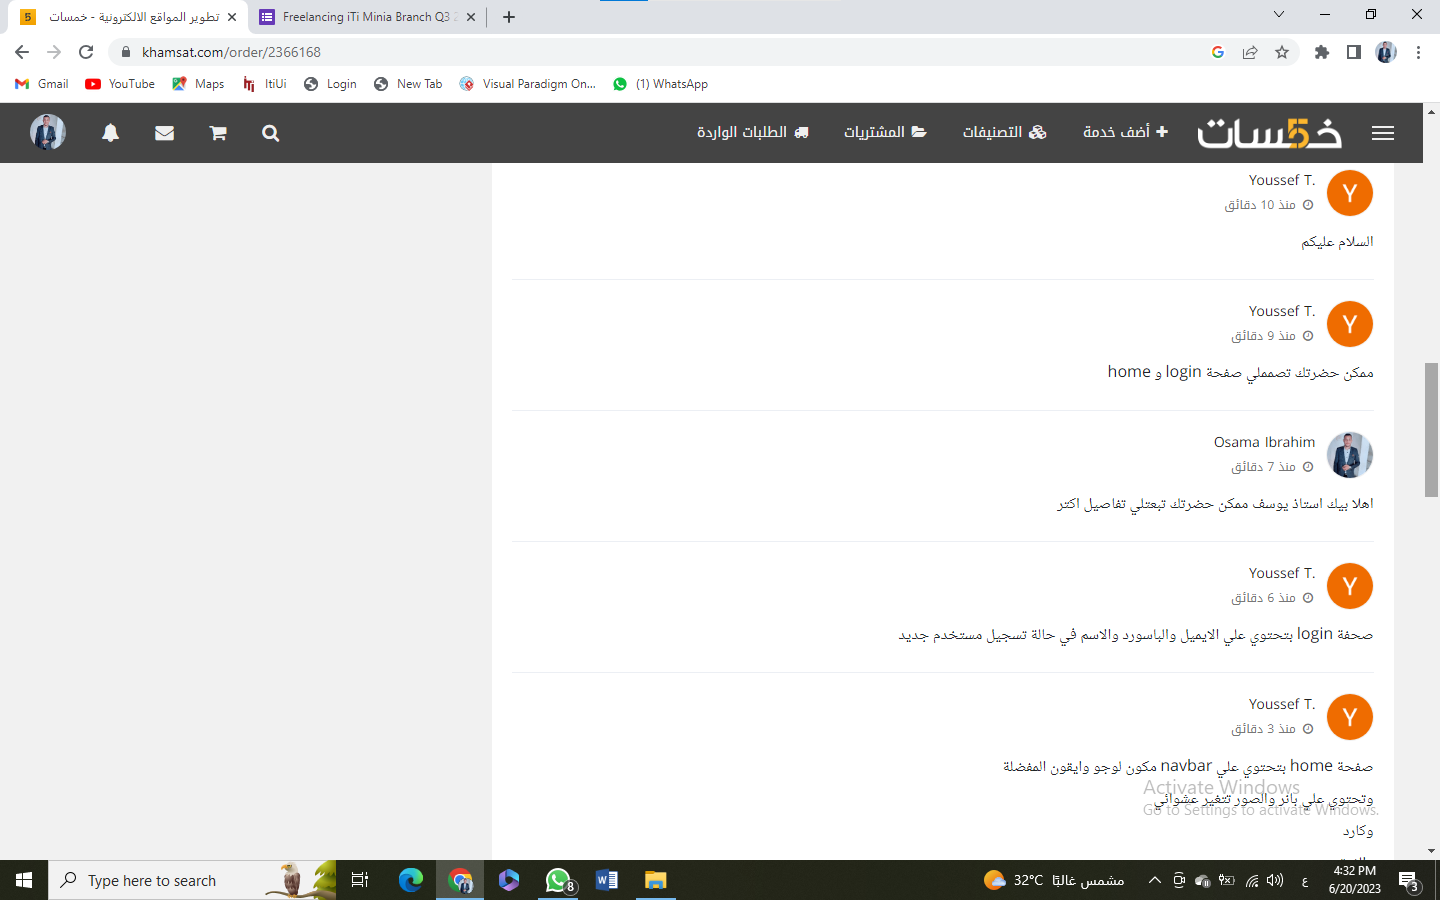 تطوير المواقع الالكترونية - خمسات
Freelancing iTi Minia Branch Q3 2
khamsat.com/order/2366168
Gmail
YouTube
Maps
ItiUi
Login
New Tab
Visual Paradigm On...
(1) WhatsApp
خمسات
أضف خدمة
التصنيفات
المشتريات
الطلبات الواردة
Youssef T.
منذ 10 دقائق
السلام عليكم
Youssef T.
منذ 9 دقائق
ممكن حضرتك تصمملي صفحة login و home
Osama Ibrahim
منذ 7 دقائق
اهلا بيك استاذ يوسف ممكن حضرتك تبعتلي تفاصيل اكتر
Youssef T.
منذ 6 دقائق
صحفة login بتحتوي علي الايميل والباسورد والاسم في حالة تسجيل مستخدم جديد
Youssef T.
منذ 3 دقائق
صفحة home بتحتوي علي navbar مكون لوجو وايقون المفضلة
وتحتوي علي بانر والصور تتغير عشوائي
وكارد
Activate Windows
Go to Settings to activate Windows.
Type here to search
8
32°C مشمس غالبًا
ع
4:32 PM
6/20/2023
3